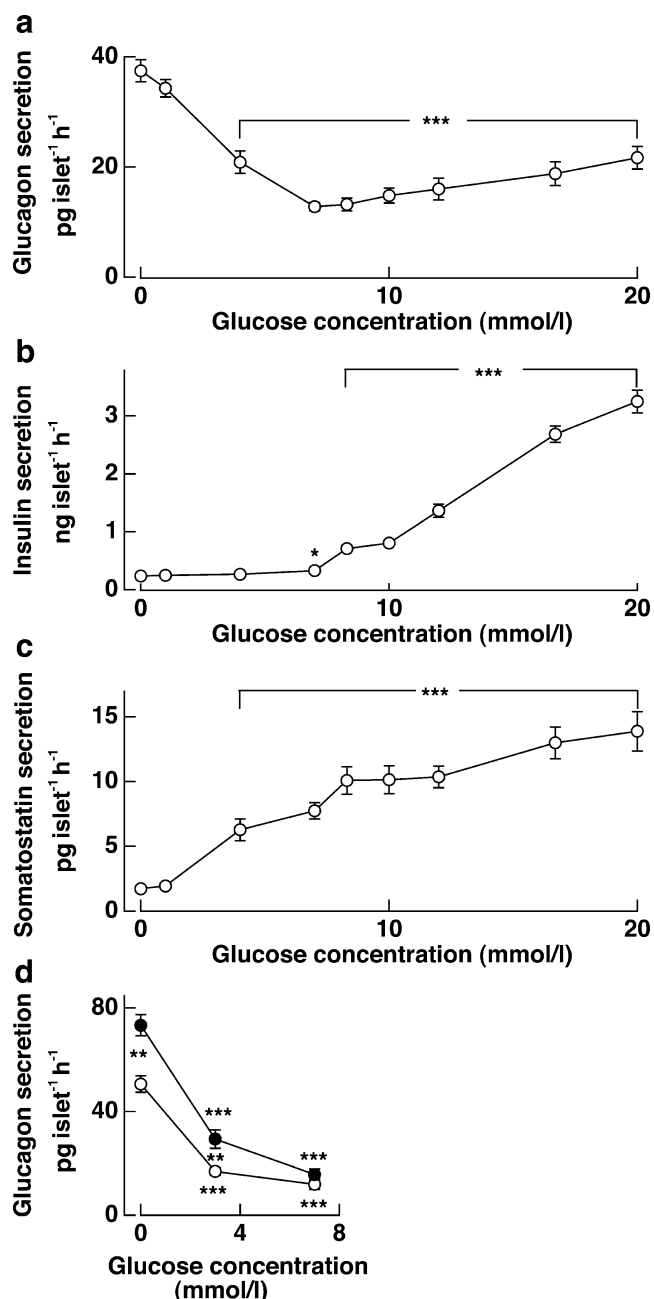 a
Glucagon secretion
pg islet⁻¹ h⁻¹
40
20
0
***
0 10 20
Glucose concentration (mmol/l)
b
Insulin secretion
ng islet⁻¹ h⁻¹
3
2
1
0
***
*
0 10 20
Glucose concentration (mmol/l)
c
Somatostatin secretion
pg islet⁻¹ h⁻¹
15
10
5
0
***
0 10 20
Glucose concentration (mmol/l)
d
Glucagon secretion
pg islet⁻¹ h⁻¹
80
40
0
**
***
**
***
***
***
0 4 8
Glucose concentration
(mmol/l)